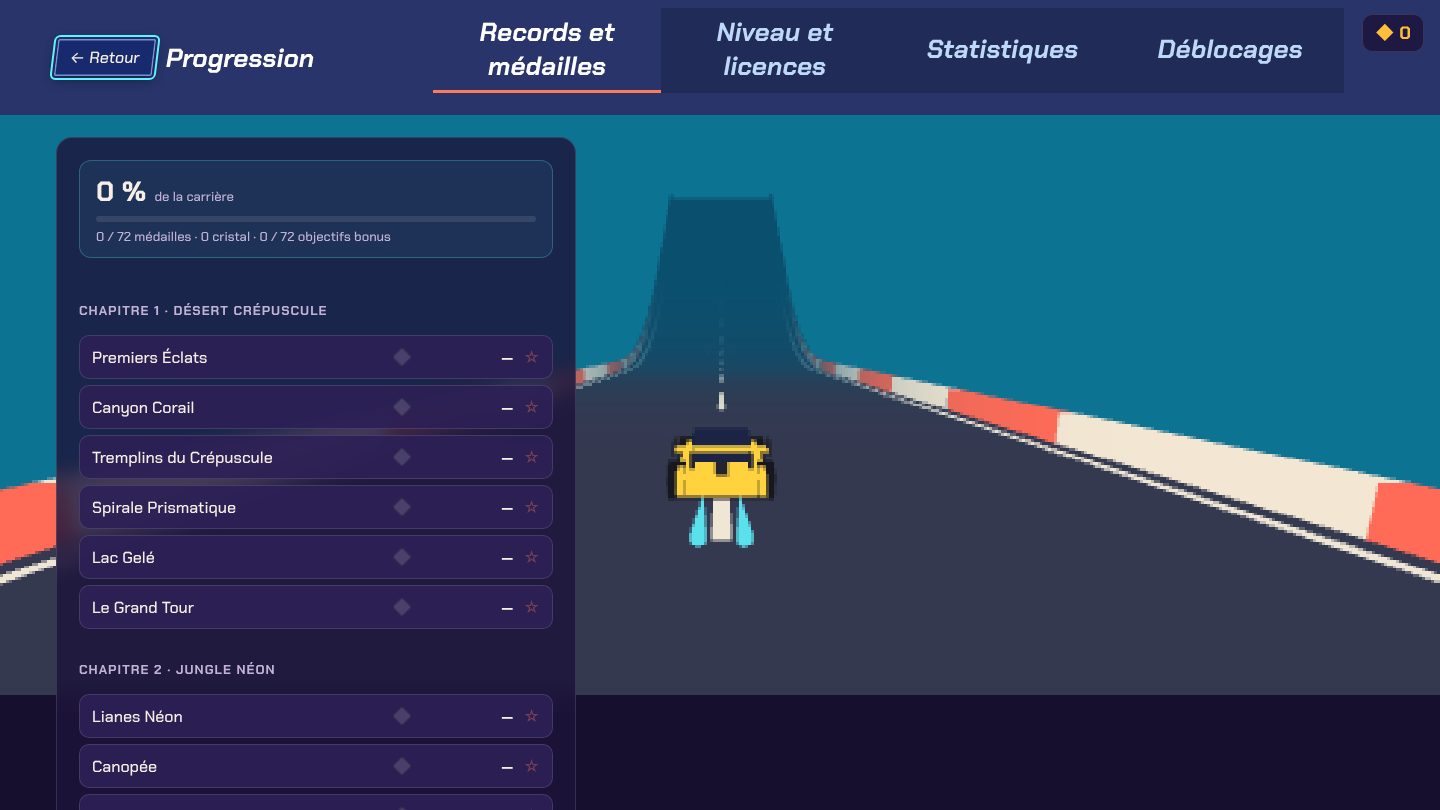 ← Retour
Progression
Records et
médailles
Niveau et
licences
Statistiques
Déblocages
0
0 % de la carrière
0 / 72 médailles · 0 cristal · 0 / 72 objectifs bonus
CHAPITRE 1 · DÉSERT CRÉPUSCULE
Premiers Éclats –
Canyon Corail –
Tremplins du Crépuscule –
Spirale Prismatique –
Lac Gelé –
Le Grand Tour –
CHAPITRE 2 · JUNGLE NÉON
Lianes Néon –
Canopée –